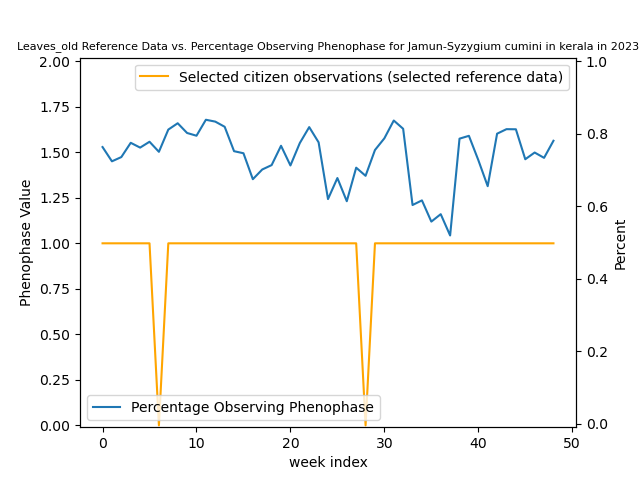 Leaves_old Reference Data vs. Percentage Observing Phenophase for Jamun-Syzygium cumini in kerala in 2023
Selected citizen observations (selected reference data)
Percentage Observing Phenophase
Phenophase Value
2.00
1.75
1.50
1.25
1.00
0.75
0.50
0.25
0.00
1.0
0.8
0.6
0.4
0.2
0.0
Percent
0 10 20 30 40 50
week index